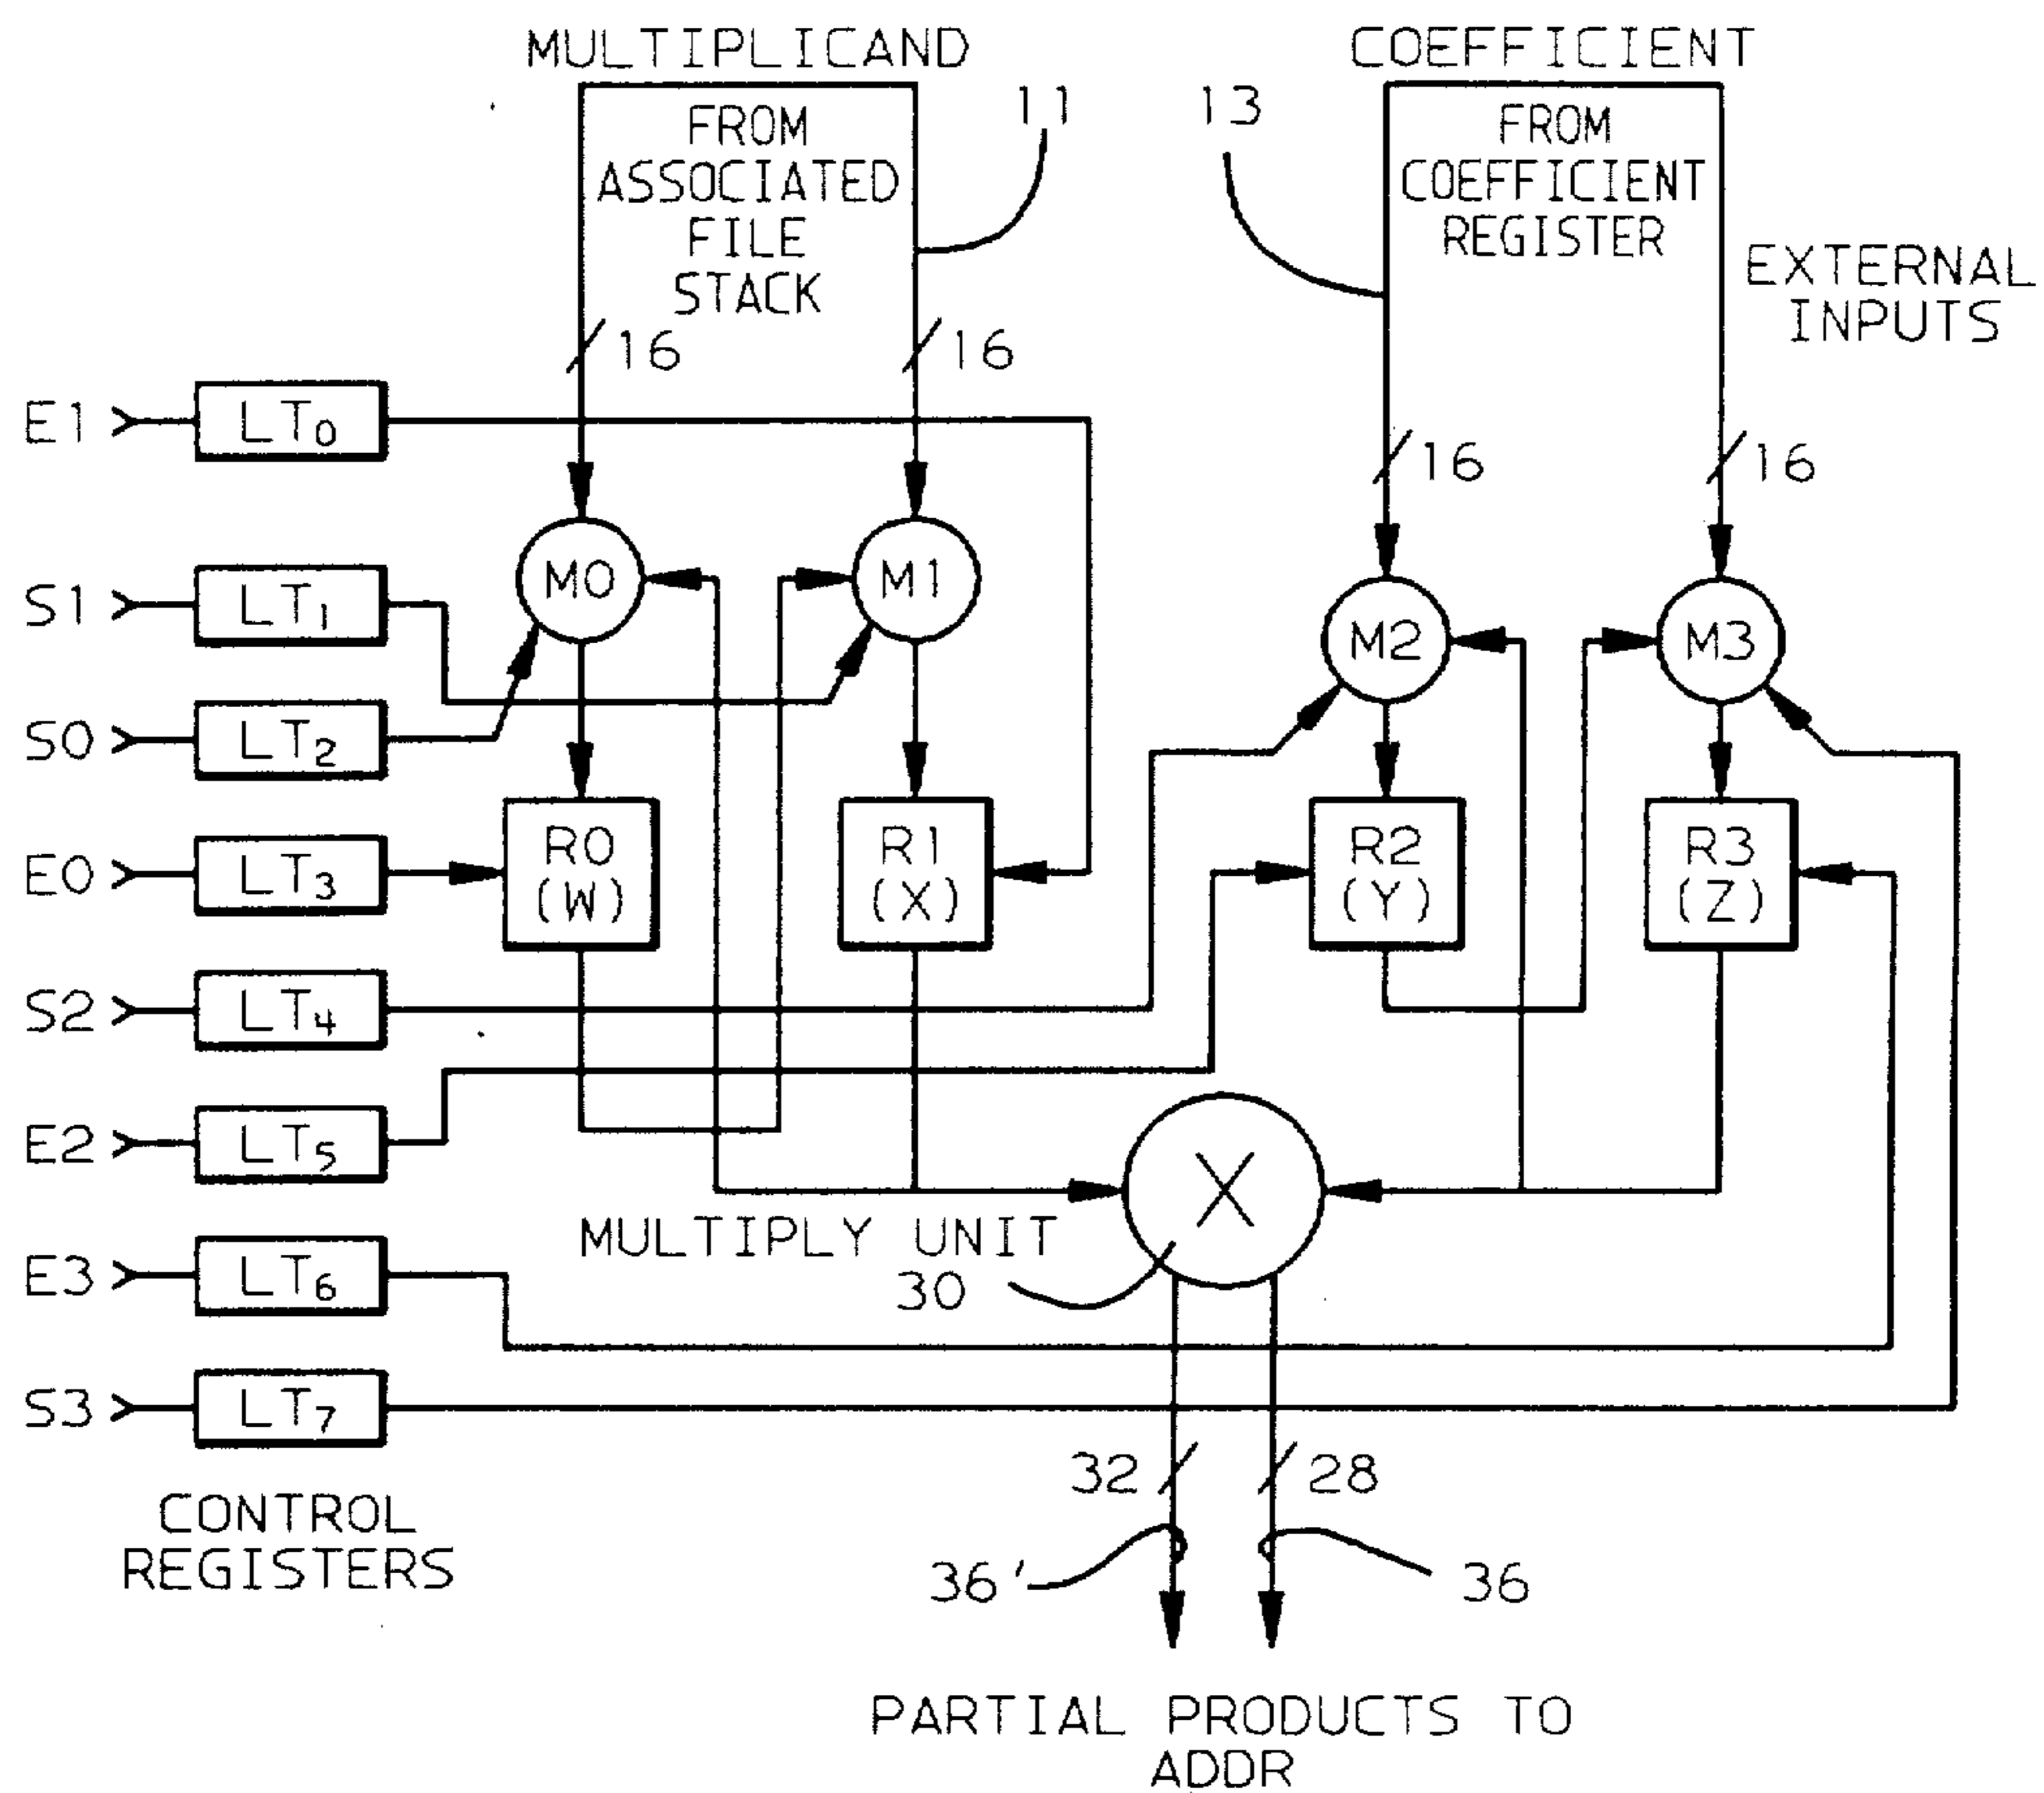 MULTIPLICAND
FROM
ASSOCIATED
FILE
STACK
11
16
16
COEFFICIENT
13
FROM
COEFFICIENT
REGISTER
EXTERNAL
INPUTS
16
16
E1
LT0
S1
LT1
S0
LT2
E0
LT3
S2
LT4
E2
LT5
E3
LT6
S3
LT7
CONTROL
REGISTERS
M0
M1
M2
M3
R0
(W)
R1
(X)
R2
(Y)
R3
(Z)
X
MULTIPLY UNIT
30
32
28
36'
36
PARTIAL PRODUCTS TO
ADDR